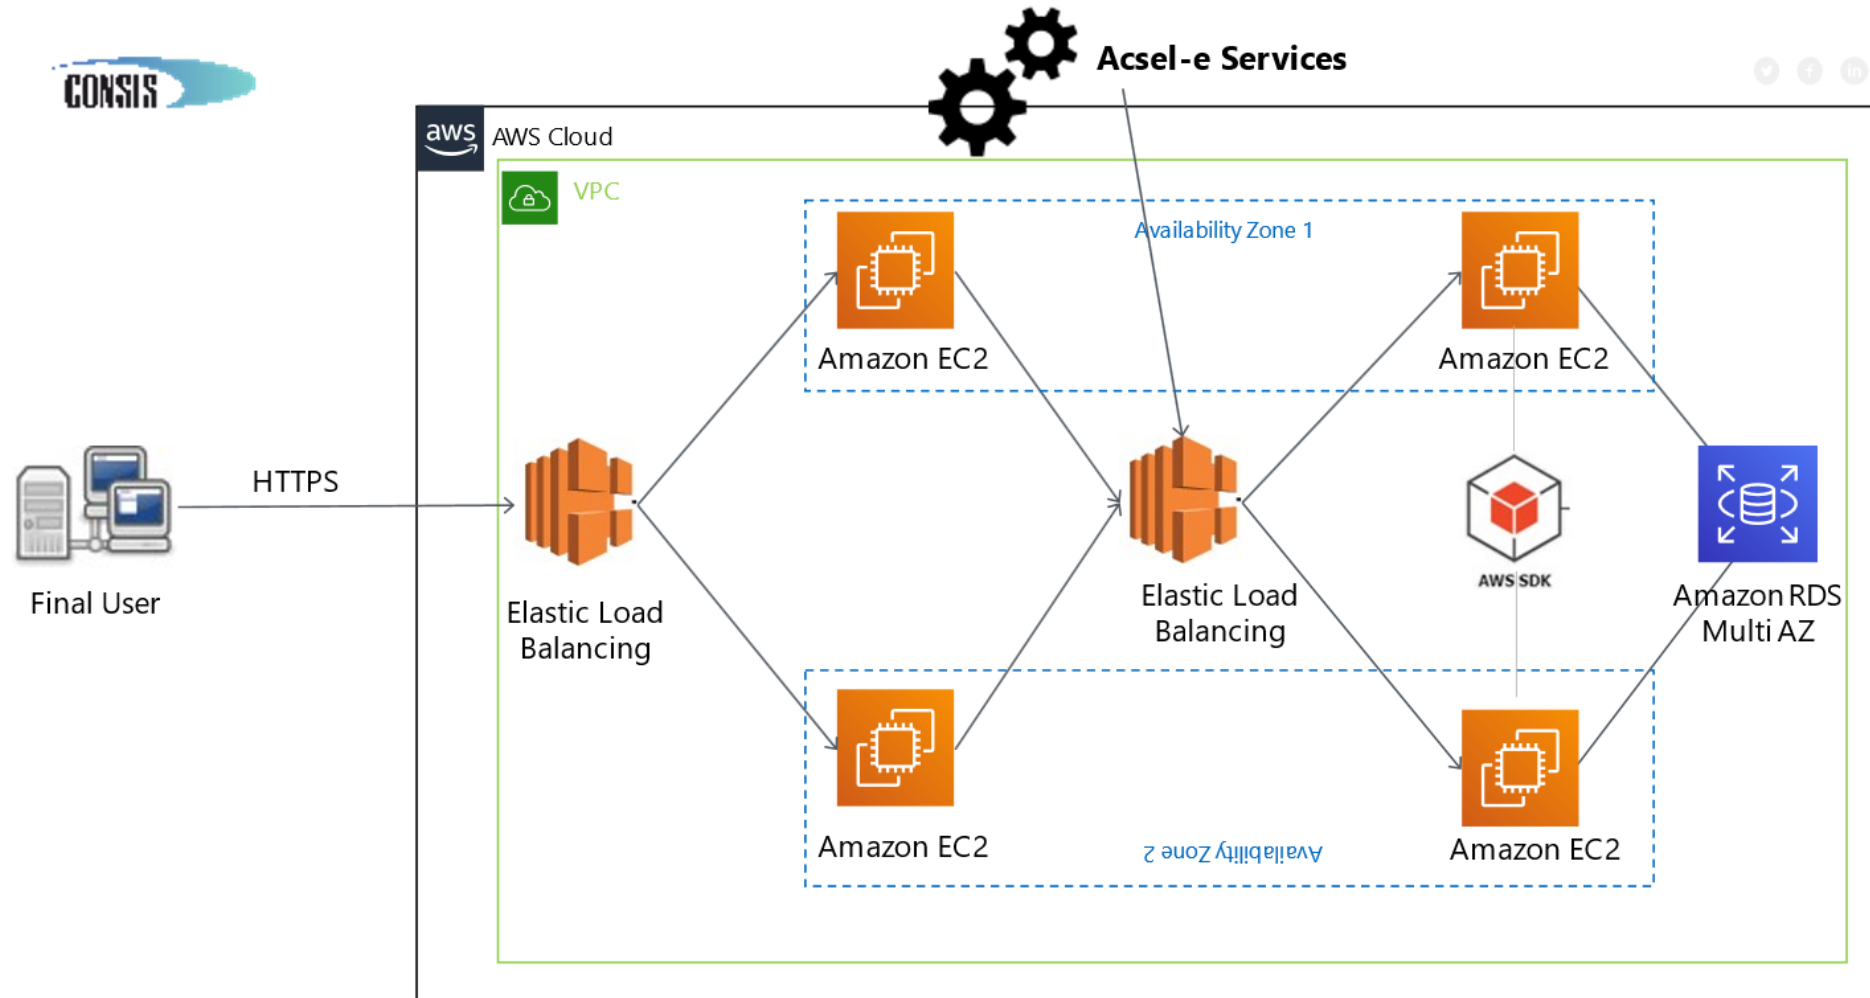 CONSIS
Acsel-e Services
aws
AWS Cloud
VPC
Availability Zone 1
Amazon EC2
Amazon EC2
HTTPS
Final User
Elastic Load
Balancing
Elastic Load
Balancing
AWS SDK
Amazon RDS
Multi AZ
Amazon EC2
Availability Zone 2
Amazon EC2